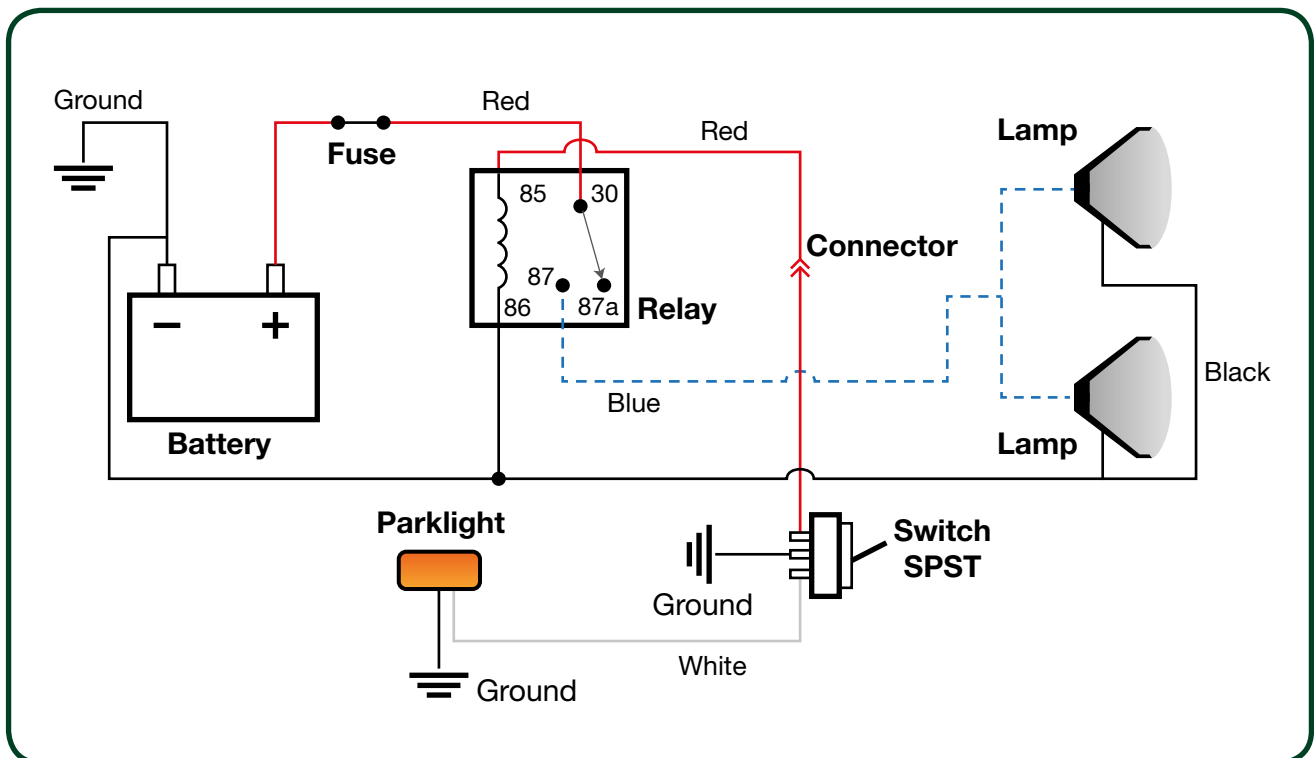 Ground
Red
Fuse
Red
Lamp
85
30
Connector
87
86
87a
Relay
Blue
Black
−
+
Battery
Lamp
Parklight
Switch
SPST
Ground
White
Ground